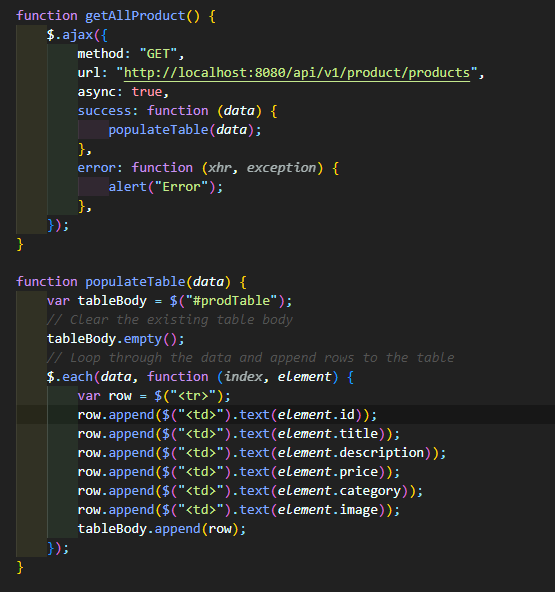 function getAllProduct() {
    $.ajax({
        method: "GET",
        url: "http://localhost:8080/api/v1/product/products",
        async: true,
        success: function (data) {
            populateTable(data);
        },
        error: function (xhr, exception) {
            alert("Error");
        },
    });
}

function populateTable(data) {
    var tableBody = $("#prodTable");
    // Clear the existing table body
    tableBody.empty();
    // Loop through the data and append rows to the table
    $.each(data, function (index, element) {
        var row = $("<tr>");
        row.append($("<td>").text(element.id));
        row.append($("<td>").text(element.title));
        row.append($("<td>").text(element.description));
        row.append($("<td>").text(element.price));
        row.append($("<td>").text(element.category));
        row.append($("<td>").text(element.image));
        tableBody.append(row);
    });
}